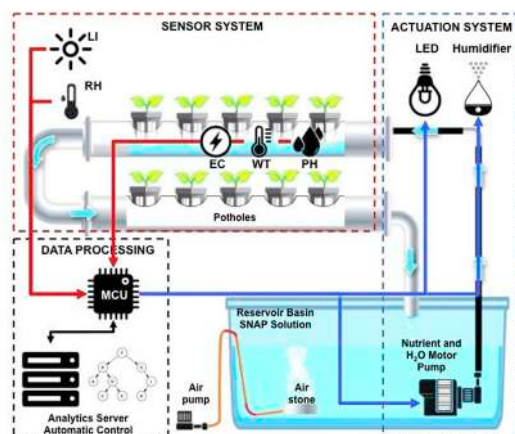 SENSOR SYSTEM
ACTUATION SYSTEM
LI
RH
LED
Humidifier
EC
WT
PH
Potholes
DATA PROCESSING
MCU
Reservoir Basin
SNAP Solution
Air
pump
Air
stone
Nutrient and
H₂O Motor
Pump
Analytics Server
Automatic Control